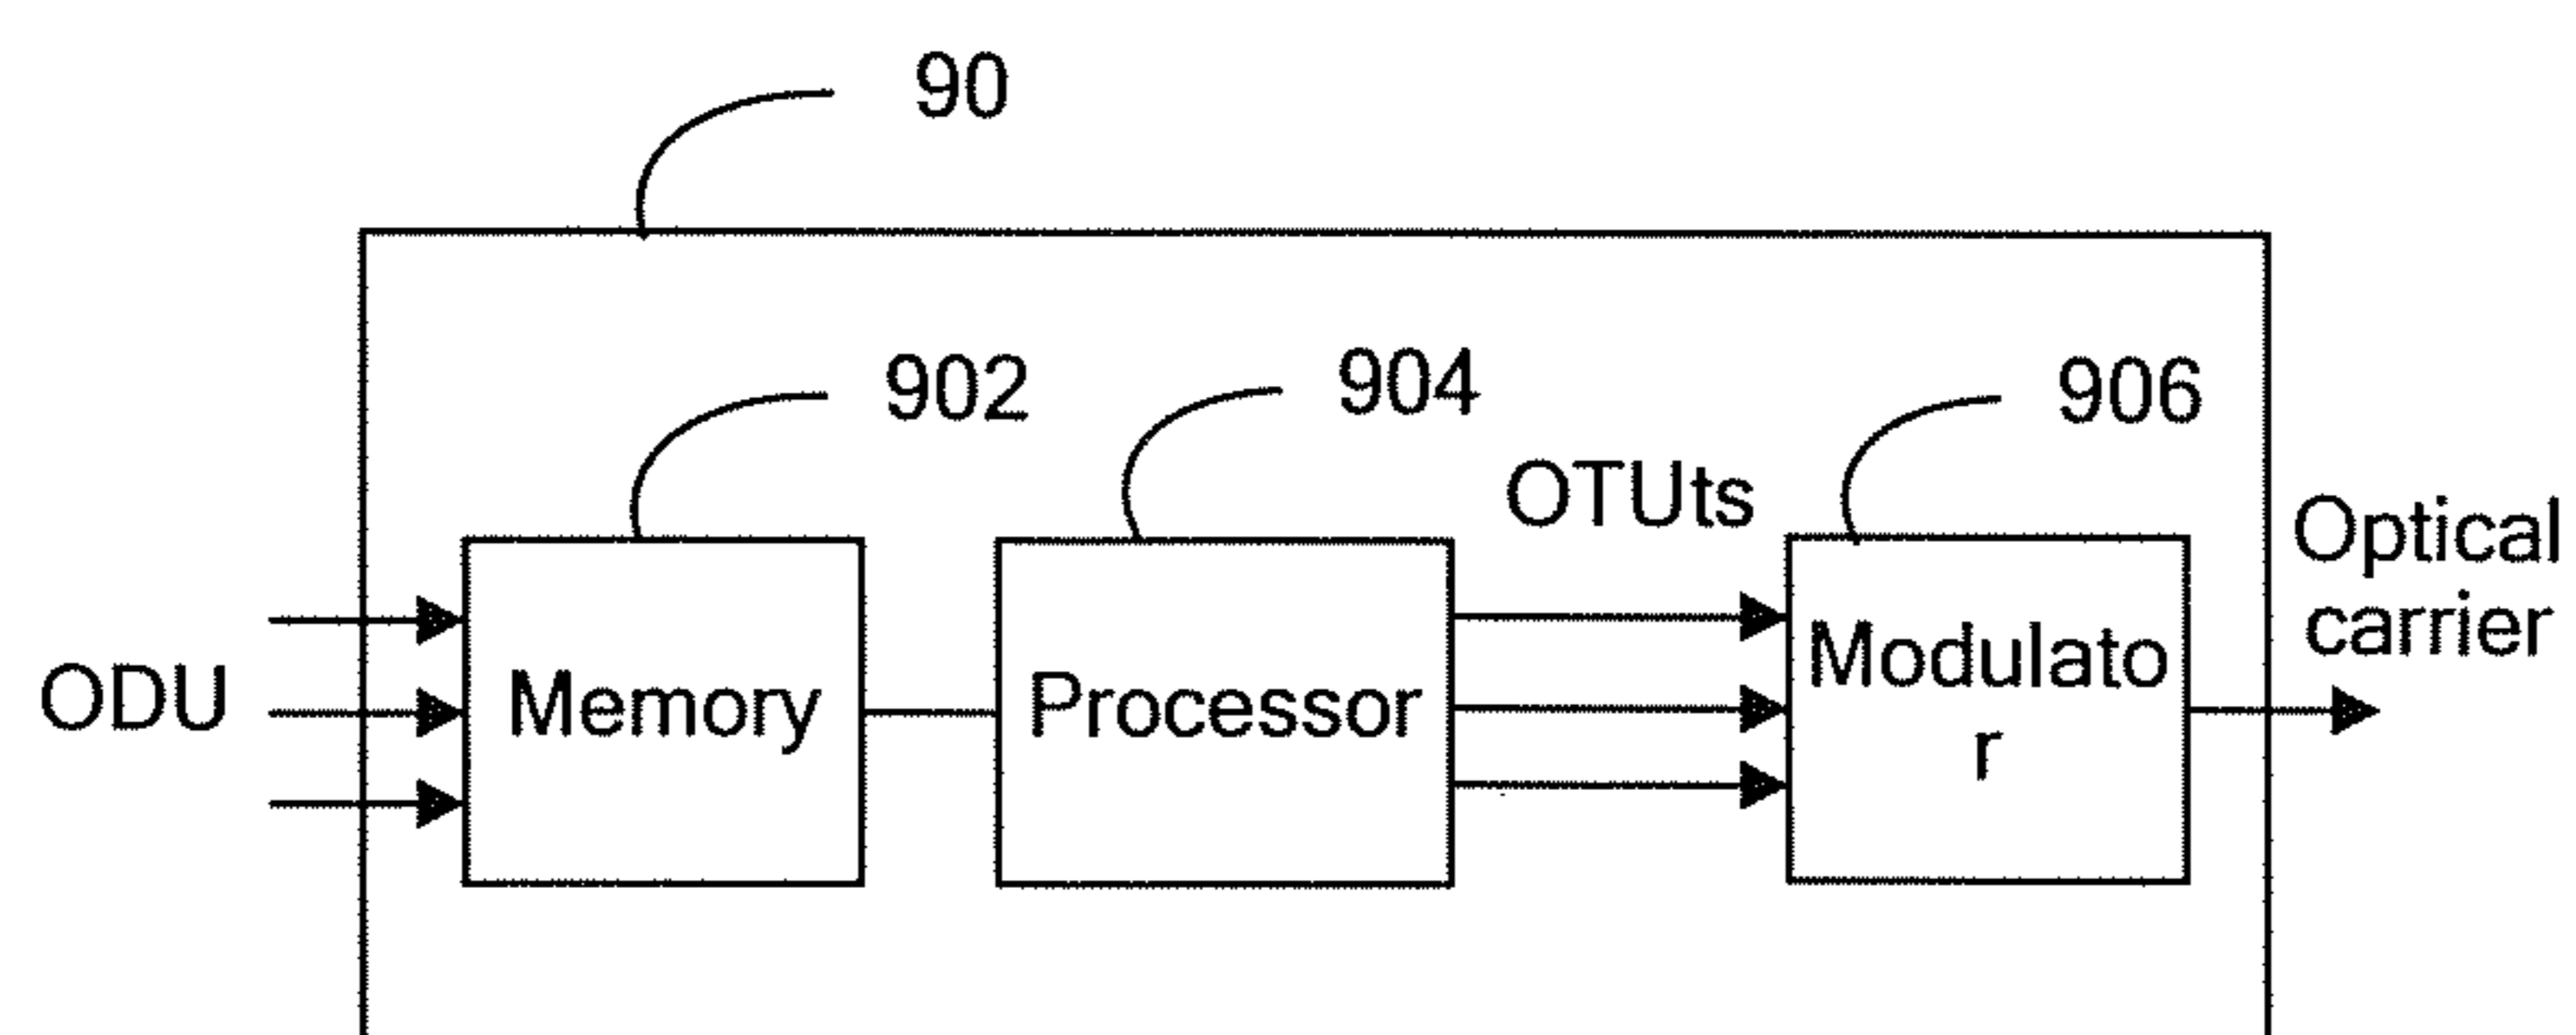 90
902
904
906
OTUts
Optical
carrier
ODU
Memory
Processor
Modulato
r